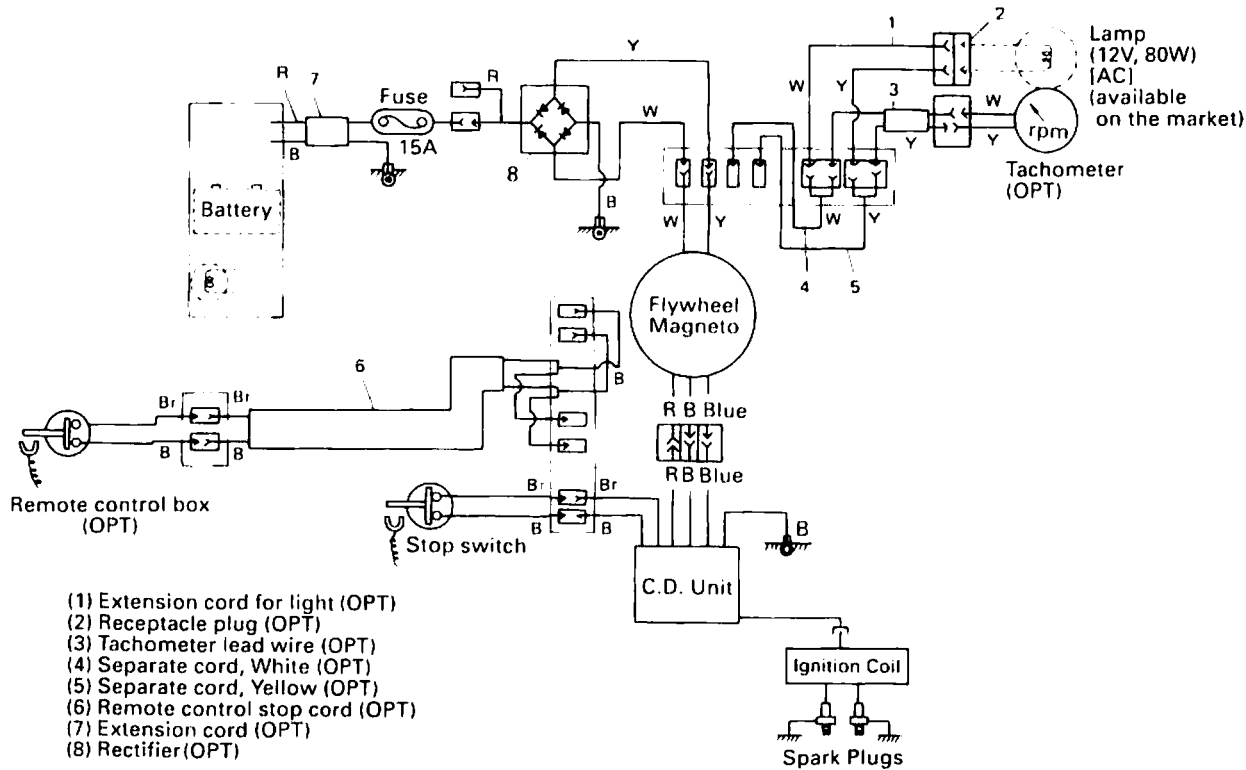 R
7
Fuse
15A
B
Battery
R
8
B
Y
W
W
Y
W
Y
1
2
3
Y
W
Y
W
Y
4
5
Lamp
(12V, 80W)
[AC]
(available
on the market)
rpm
Tachometer
(OPT)
Flywheel
Magneto
R B Blue
R B Blue
B
6
Br
Br
B
B
Remote control box
(OPT)
Br
Br
B
B
Stop switch
B
C.D. Unit
Ignition Coil
Spark Plugs
(1) Extension cord for light (OPT)
(2) Receptacle plug (OPT)
(3) Tachometer lead wire (OPT)
(4) Separate cord, White (OPT)
(5) Separate cord, Yellow (OPT)
(6) Remote control stop cord (OPT)
(7) Extension cord (OPT)
(8) Rectifier (OPT)